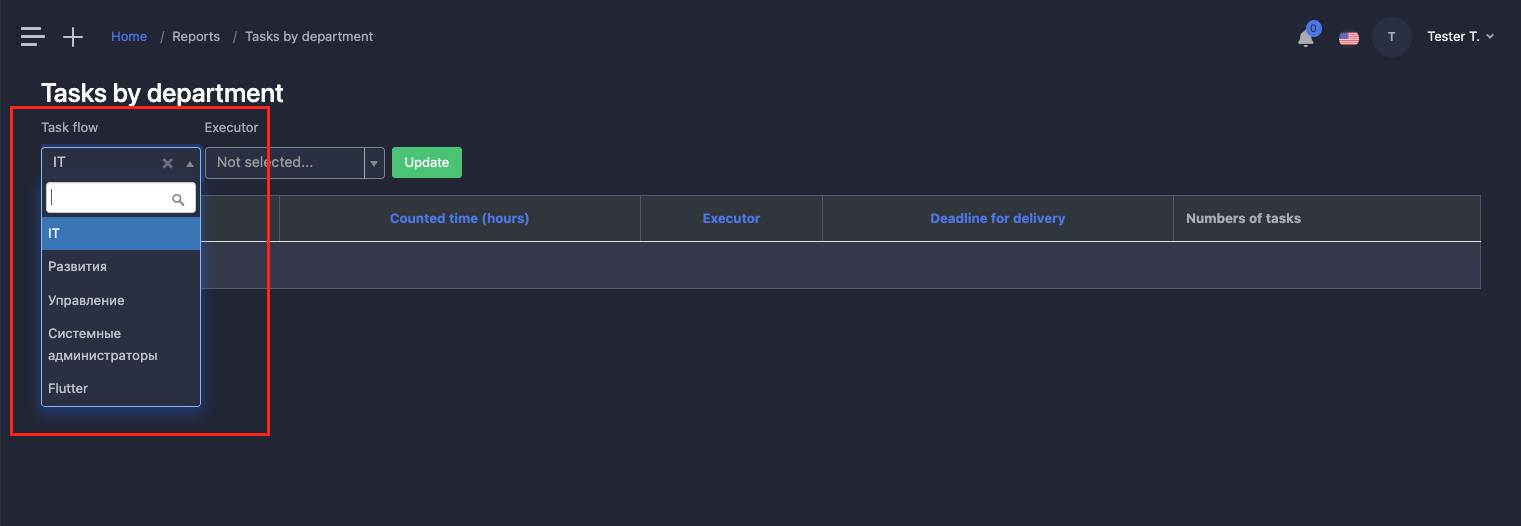 Home / Reports / Tasks by department
0
T
Tester T.
Tasks by department
Task flow
Executor
IT
Not selected...
Update
Counted time (hours)
Executor
Deadline for delivery
Numbers of tasks
IT
Развития
Управление
Системные
администраторы
Flutter